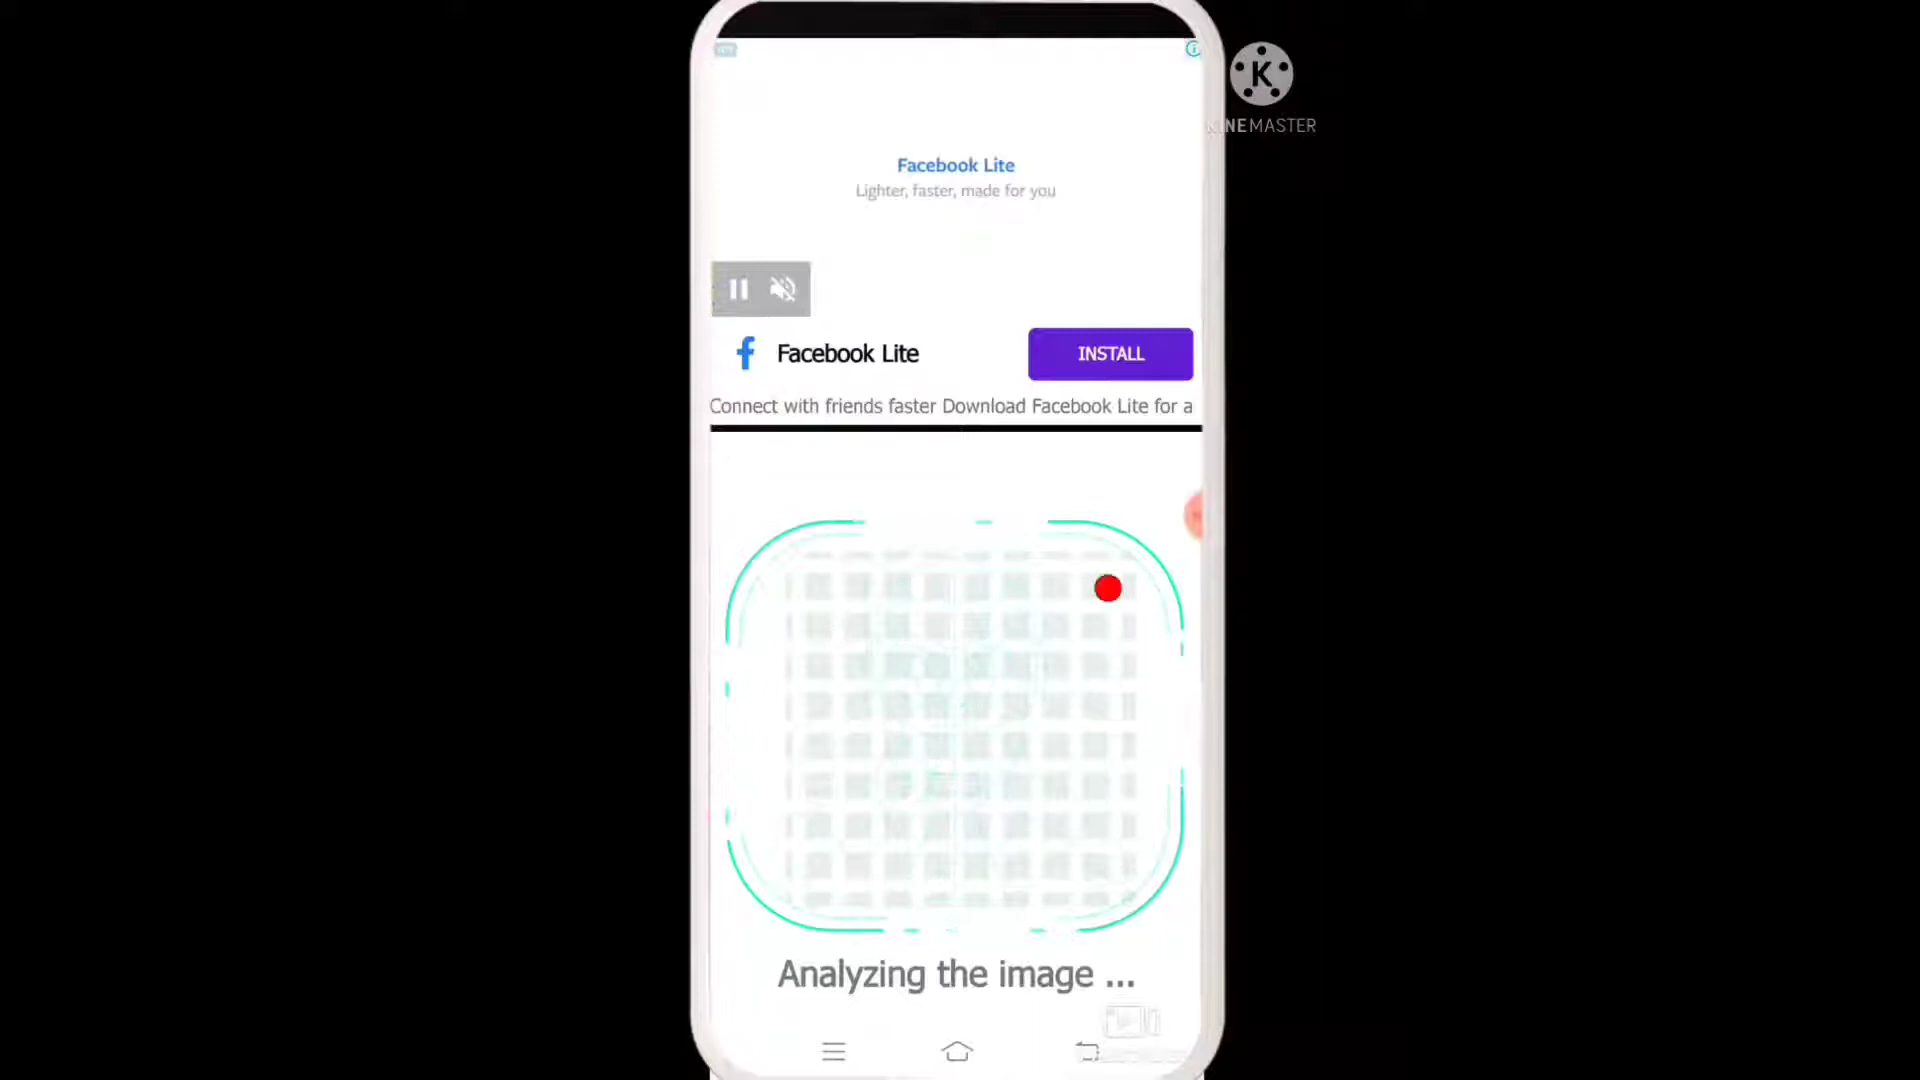 KINEMASTER
Facebook Lite
Lighter, faster, made for you
Facebook Lite
INSTALL
Connect with friends faster Download Facebook Lite for a
Analyzing the image ...